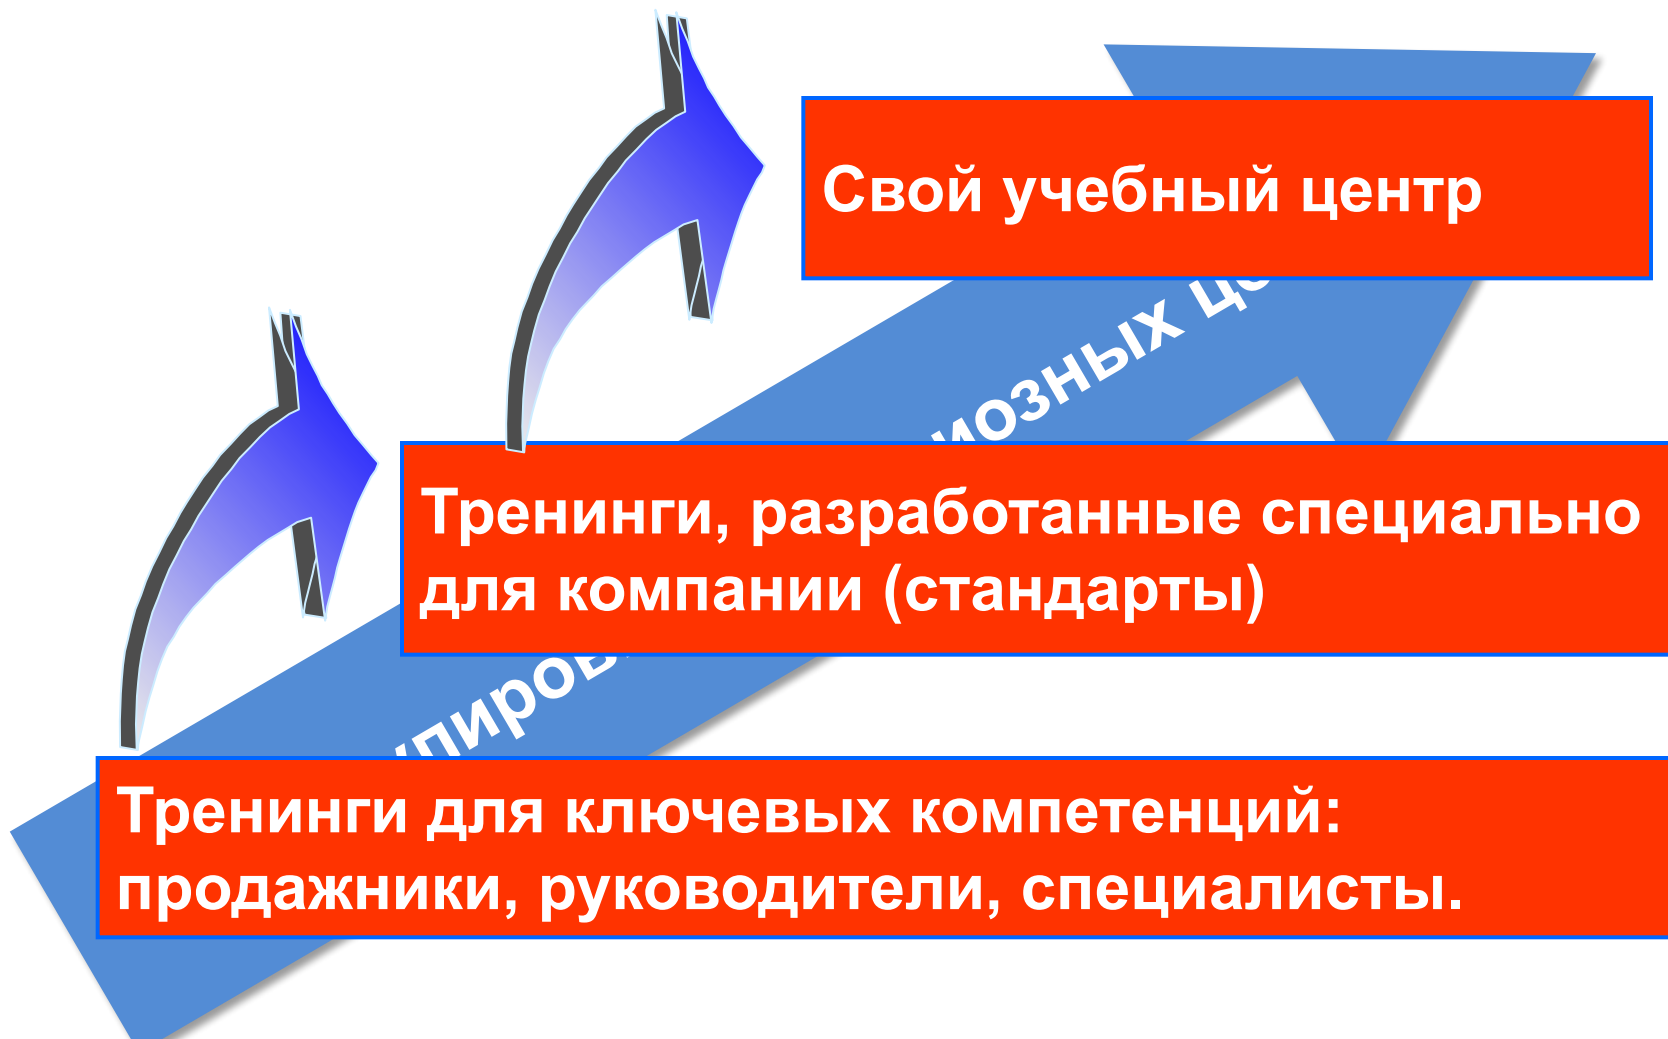 Свой учебный центр
Тренинги, разработанные специально
для компании (стандарты)
Тренинги для ключевых компетенций:
продажники, руководители, специалисты.